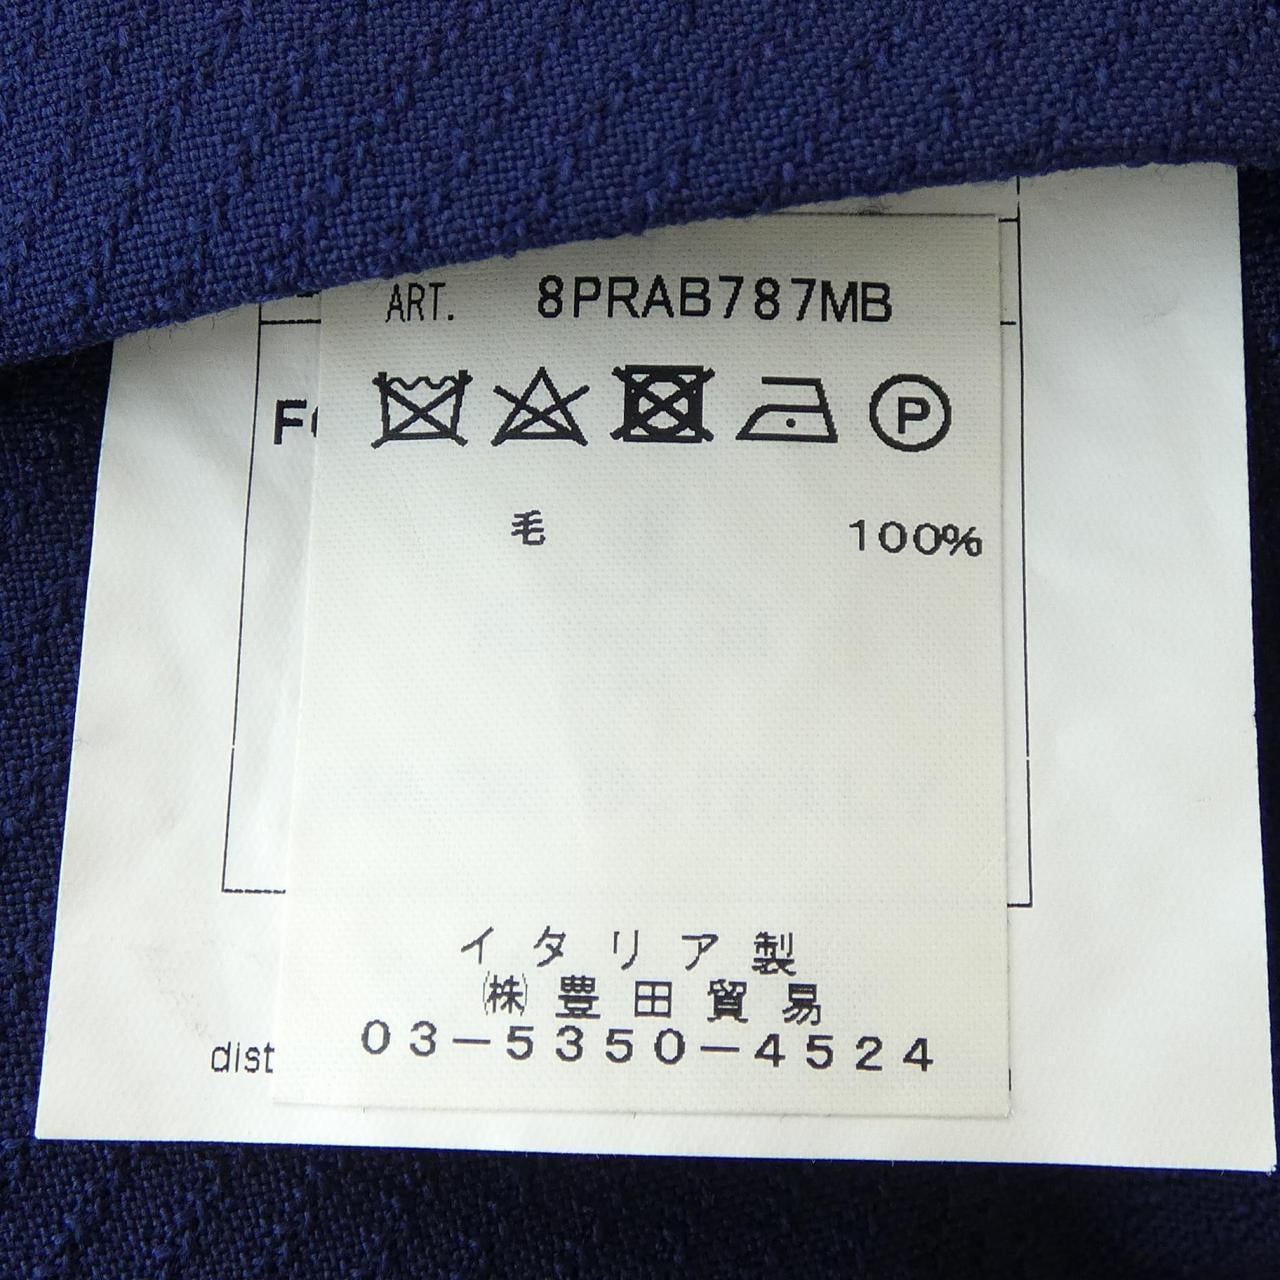 ART. 8PRAB787MB
P
毛 100%
イタリア製
㈱豊田貿易
03-5350-4524
dist